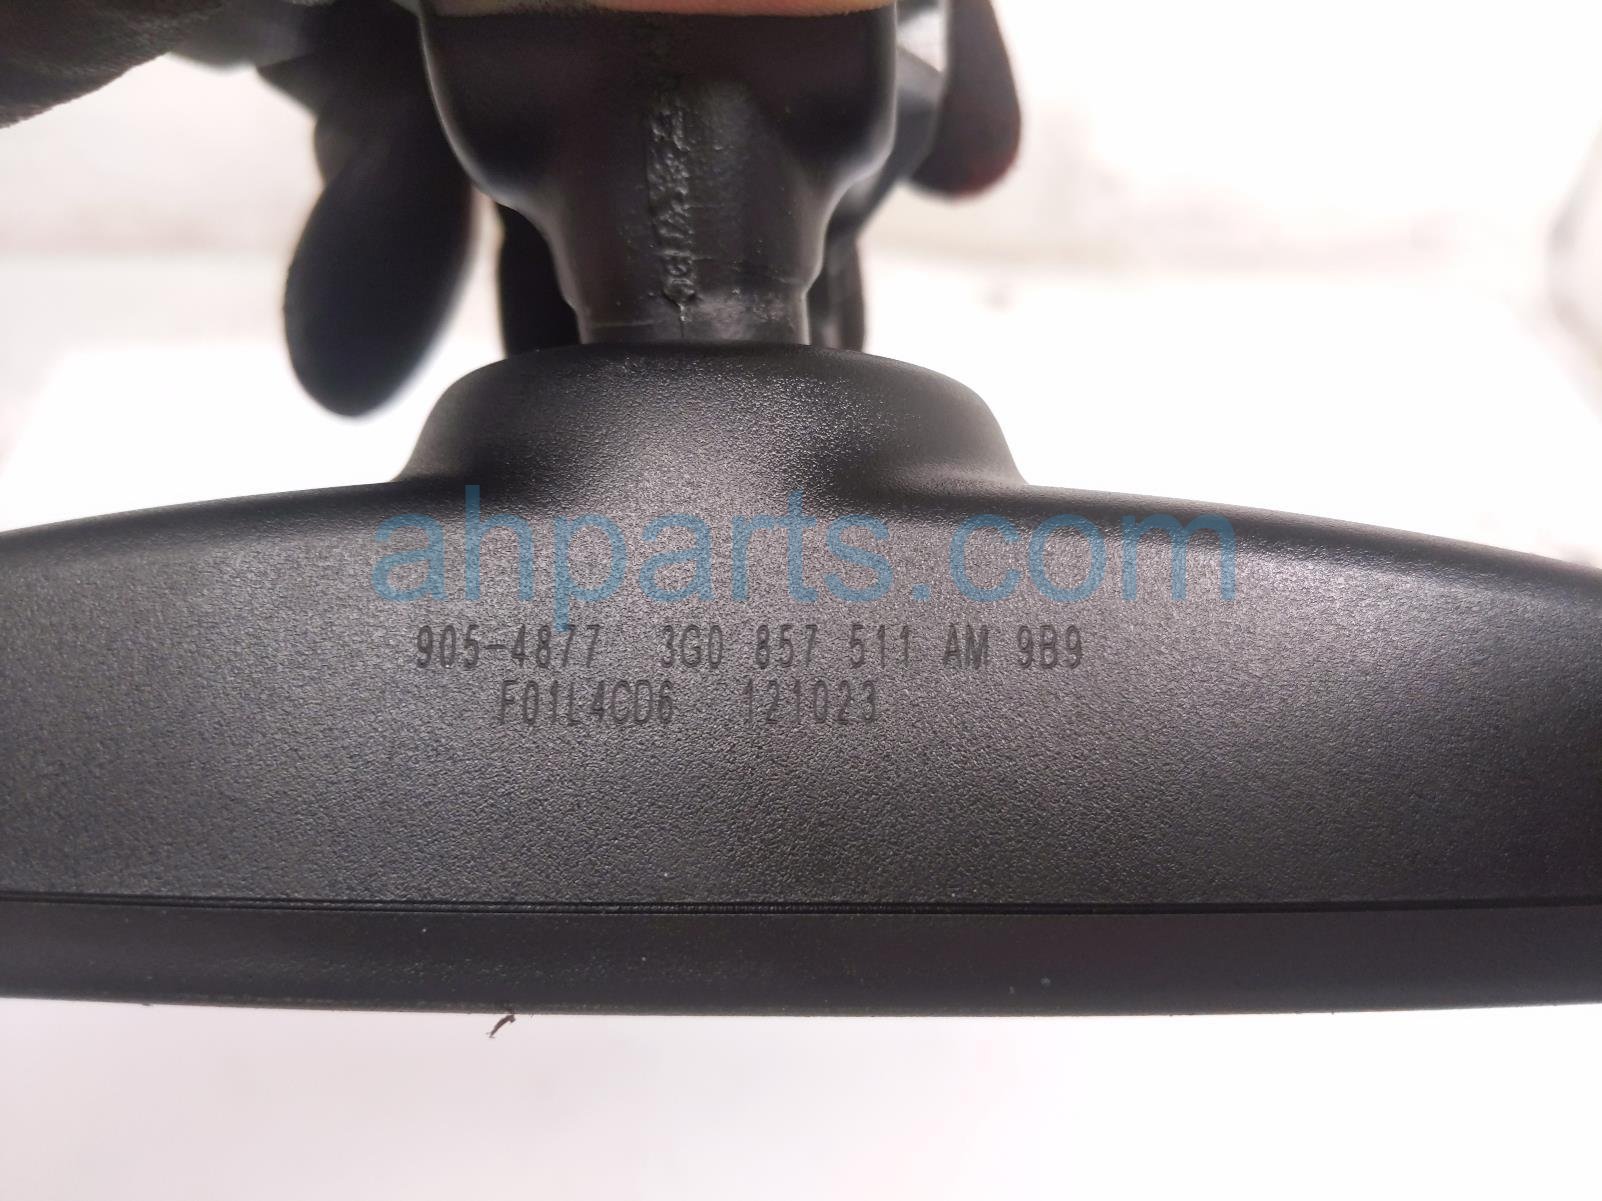 ahparts.com
905-4877 3G0 857 511 AM 9B9
F01L4CD6 121023